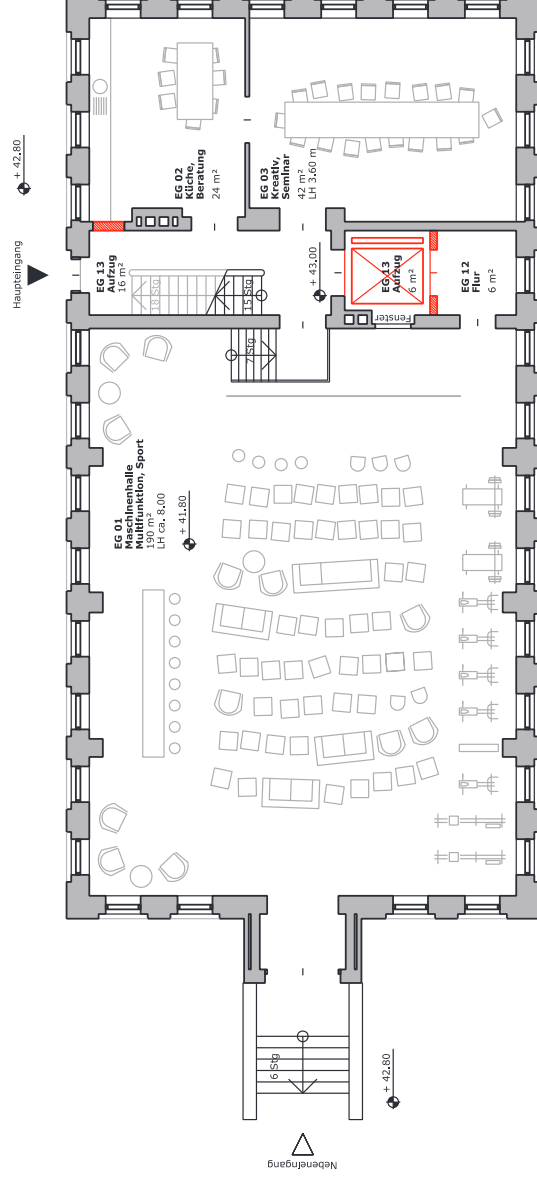 Haupteingang
+ 42.80
EG 13
Aufzug
16 m²
18 Stg
15 Stg
EG 02
Küche,
Beratung
24 m²
EG 03
Kreativ,
Seminar
42 m²
LH 3.60 m
+ 43.00
EG 13
Aufzug
6 m²
EG 12
Flur
6 m²
Fenster
7 Stg
EG 01
Maschinenhalle
Multifunktion, Sport
190 m²
LH ca. 8.00
+ 41.80
6 Stg
+ 42.80
Nebeneingang